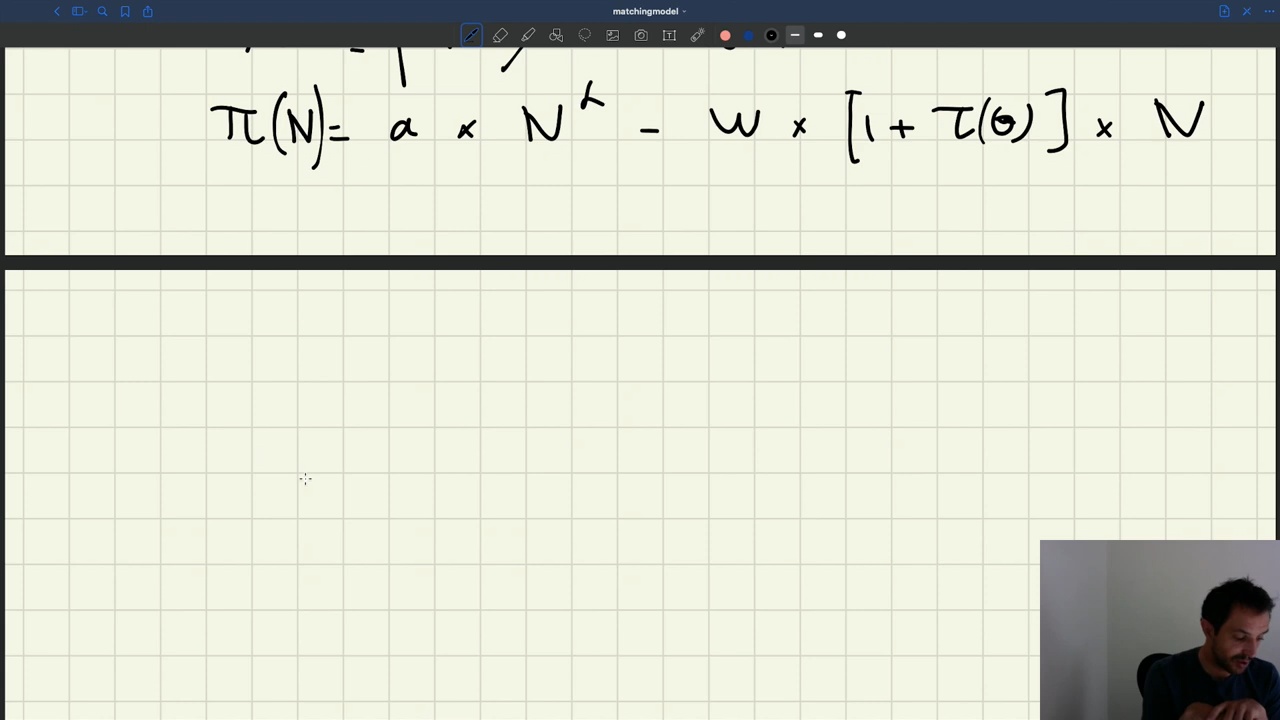 matchingmodel
π(N) = a × N^α - w × [1 + τ(θ)] × N